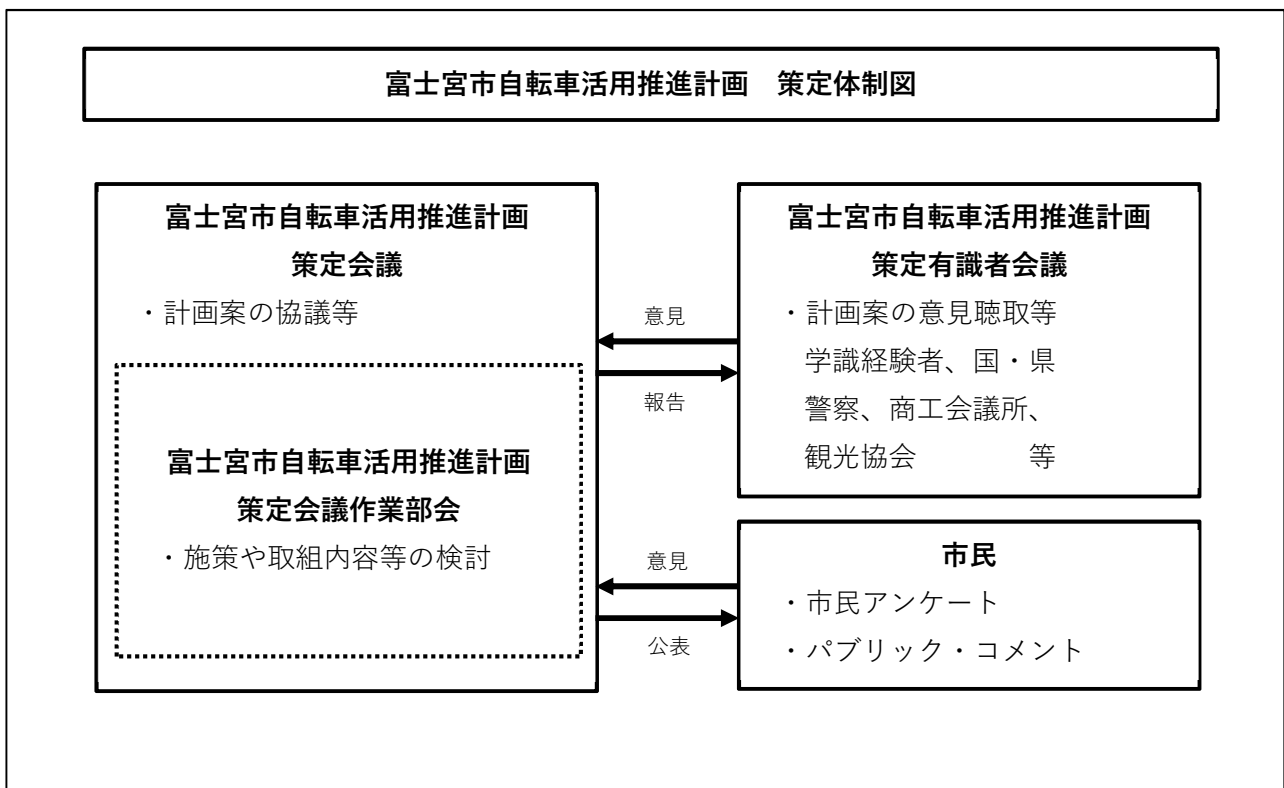 富士宮市自転車活用推進計画　策定体制図
富士宮市自転車活用推進計画
策定会議
・計画案の協議等
富士宮市自転車活用推進計画
策定会議作業部会
・施策や取組内容等の検討
意見
報告
富士宮市自転車活用推進計画
策定有識者会議
・計画案の意見聴取等
学識経験者、国・県
警察、商工会議所、
観光協会　　　　等
意見
公表
市民
・市民アンケート
・パブリック・コメント